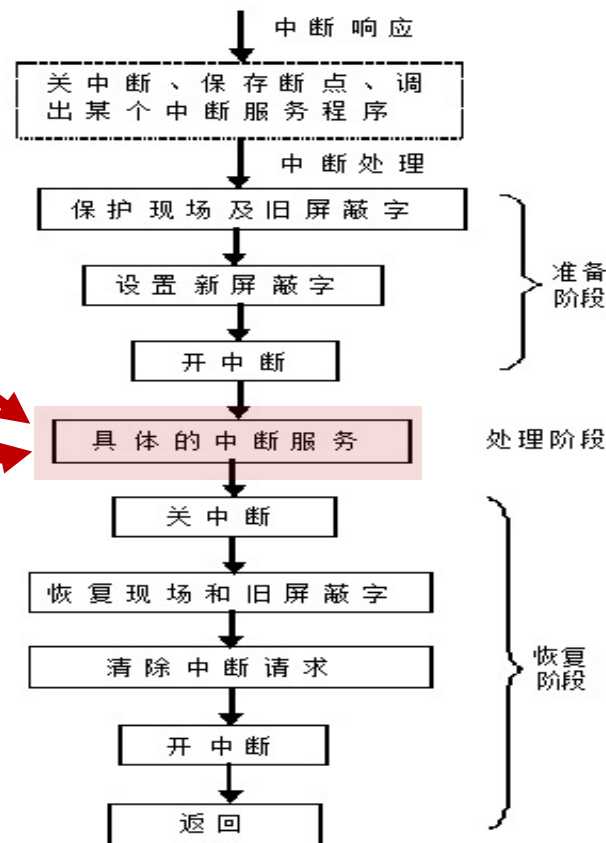 中断响应
关中断、保存断点、调
出某个中断服务程序
中断处理
保护现场及旧屏蔽字
设置新屏蔽字
开中断
准备
阶段
具体的中断服务
处理阶段
关中断
恢复现场和旧屏蔽字
清除中断请求
开中断
返回
恢复
阶段